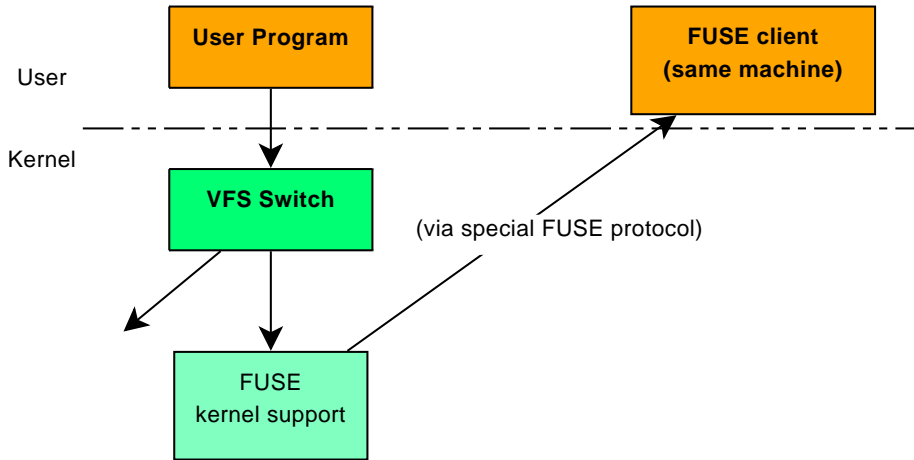 User Program
FUSE client
(same machine)
User
Kernel
VFS Switch
(via special FUSE protocol)
FUSE
kernel support